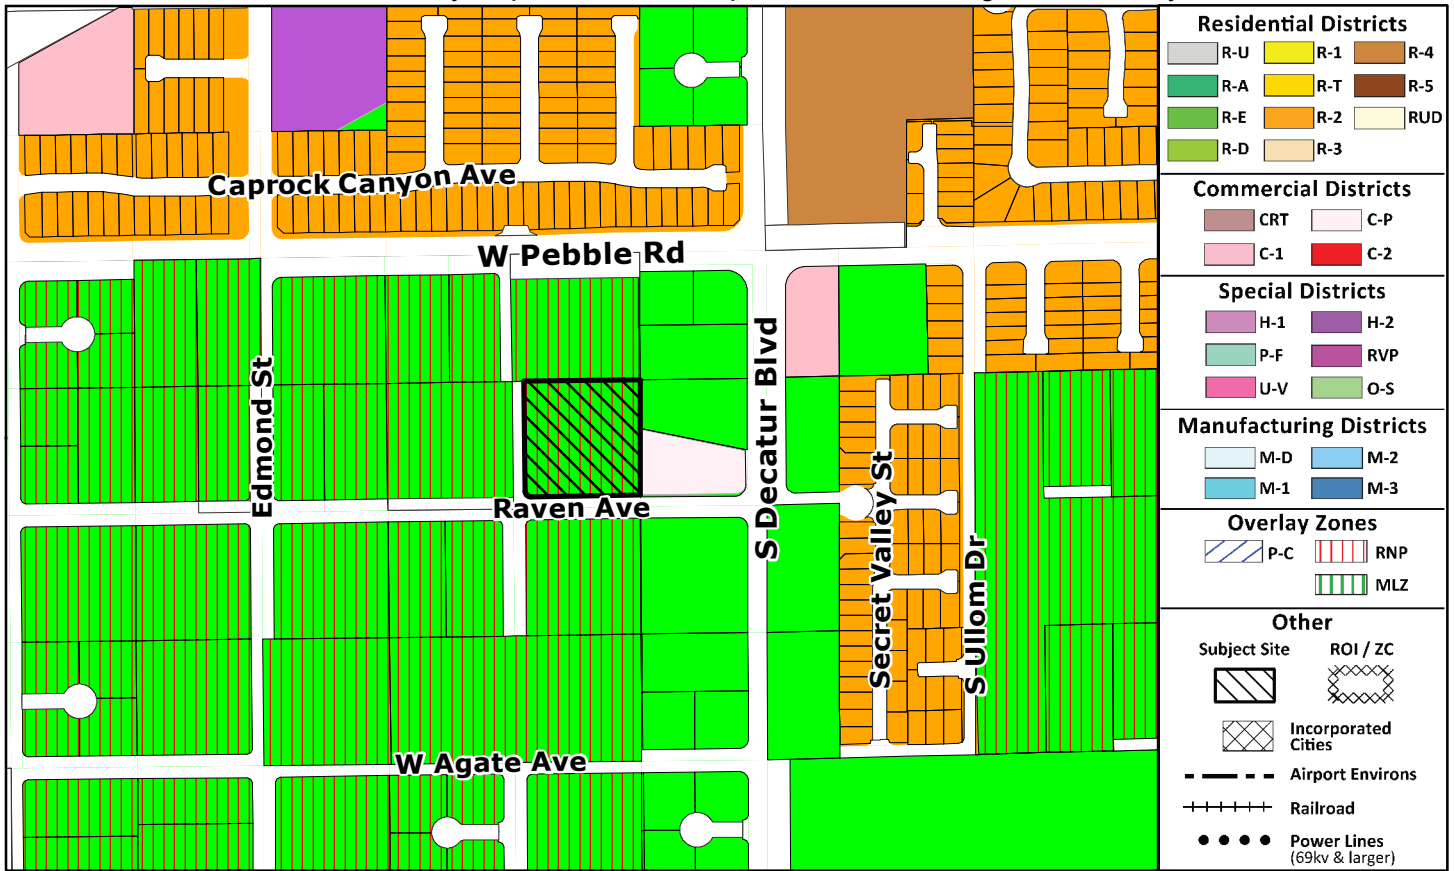 Caprock Canyon Ave
W Pebble Rd
Edmond St
S Decatur Blvd
Raven Ave
Secret Valley St
S Ullom Dr
W Agate Ave
Residential Districts
R-U R-1 R-4
R-A R-T R-5
R-E R-2 RUD
R-D R-3
Commercial Districts
CRT C-P
C-1 C-2
Special Districts
H-1 H-2
P-F RVP
U-V O-S
Manufacturing Districts
M-D M-2
M-1 M-3
Overlay Zones
P-C RNP
MLZ
Other
Subject Site ROI / ZC
Incorporated
Cities
Airport Environs
Railroad
Power Lines
(69kv & larger)